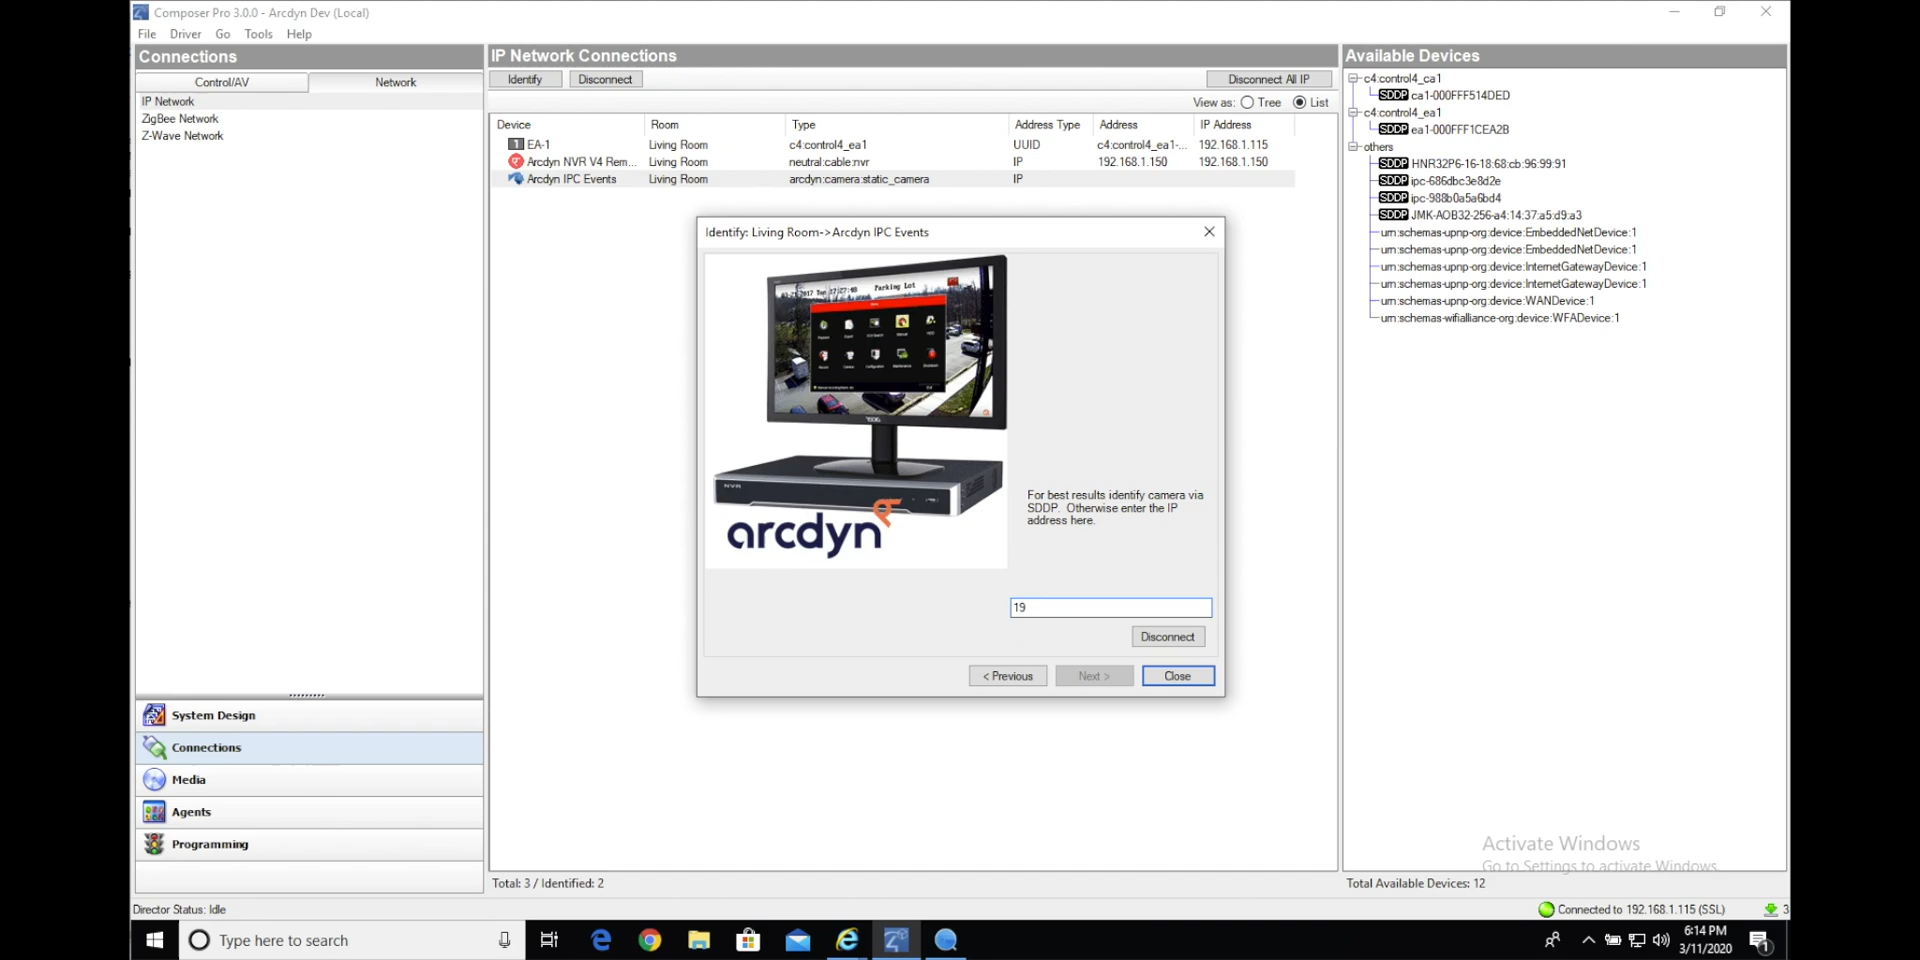 Composer Pro 3.0.0 - Arcdyn Dev (Local)
File Driver Go Tools Help
Connections
Control/AV Network
IP Network
ZigBee Network
Z-Wave Network
System Design
Connections
Media
Agents
Programming
IP Network Connections
Identify Disconnect Disconnect All IP
View as: Tree List
Device Room Type Address Type Address IP Address
EA-1 Living Room c4:control4_ea1 UUID c4:control4_ea1-... 192.168.1.115
Arcdyn NVR V4 Rem... Living Room neutral:cable:nvr IP 192.168.1.150 192.168.1.150
Arcdyn IPC Events Living Room arcdyn:camera:static_camera IP
Identify: Living Room->Arcdyn IPC Events
Parking Lot
NVR
arcdyn
For best results identify camera via
SDDP. Otherwise enter the IP
address here.
19
Disconnect
< Previous Next > Close
Total: 3 / Identified: 2
Available Devices
c4:control4_ca1
SDDP ca1-000FFF514DED
c4:control4_ea1
SDDP ea1-000FFF1CEA2B
others
SDDP HNR32P6-16-18:68:cb:96:99:91
SDDP ipc-686dbc3e8d2e
SDDP ipc-988b0a5a6bd4
SDDP JMK-AOB32-256-a4:14:37:a5:d9:a3
urn:schemas-upnp-org:device:EmbeddedNetDevice:1
urn:schemas-upnp-org:device:EmbeddedNetDevice:1
urn:schemas-upnp-org:device:InternetGatewayDevice:1
urn:schemas-upnp-org:device:InternetGatewayDevice:1
urn:schemas-upnp-org:device:WANDevice:1
urn:schemas-wifialliance-org:device:WFADevice:1
Activate Windows
Go to Settings to activate Windows.
Total Available Devices: 12
Director Status: Idle
Connected to 192.168.1.115 (SSL) 3
Type here to search
6:14 PM
3/11/2020
1